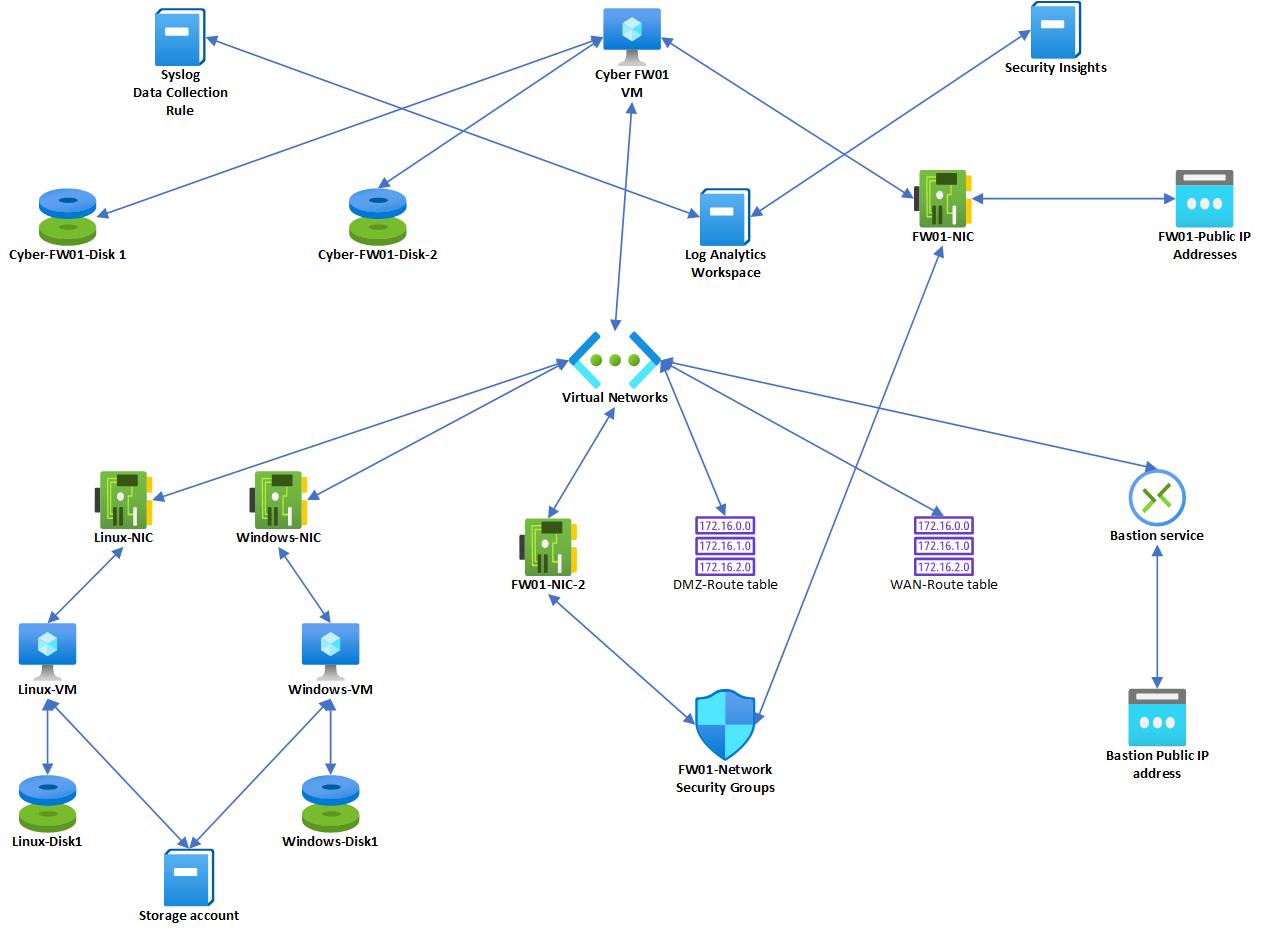 Syslog
Data Collection
Rule
Cyber FW01
VM
Security Insights
Cyber-FW01-Disk 1
Cyber-FW01-Disk-2
Log Analytics
Workspace
FW01-NIC
FW01-Public IP
Addresses
Virtual Networks
Linux-NIC
Windows-NIC
FW01-NIC-2
172.16.0.0
172.16.1.0
172.16.2.0
DMZ-Route table
172.16.0.0
172.16.1.0
172.16.2.0
WAN-Route table
Bastion service
Linux-VM
Windows-VM
FW01-Network
Security Groups
Bastion Public IP
address
Linux-Disk1
Windows-Disk1
Storage account